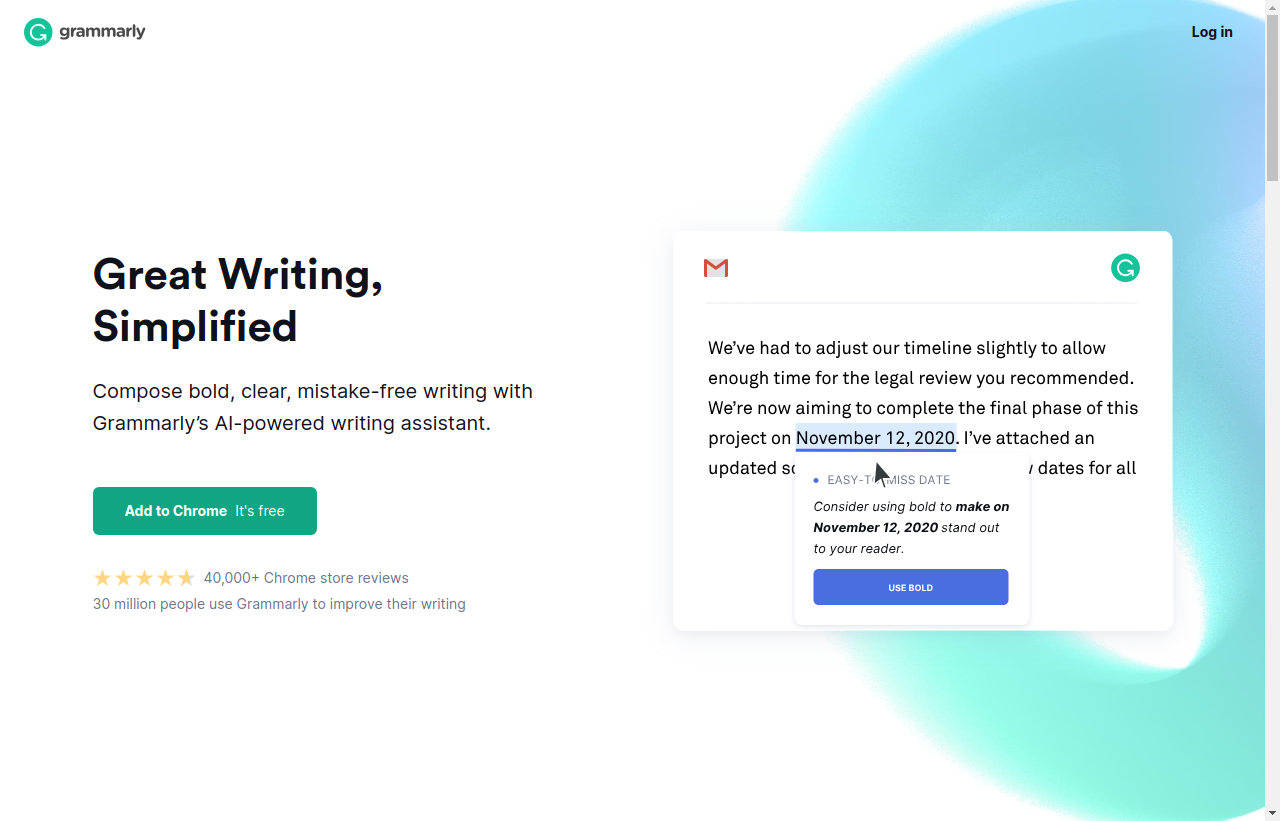 grammarly
Log in
Great Writing,
Simplified
Compose bold, clear, mistake-free writing with
Grammarly’s AI-powered writing assistant.
Add to Chrome It's free
40,000+ Chrome store reviews
30 million people use Grammarly to improve their writing
We’ve had to adjust our timeline slightly to allow
enough time for the legal review you recommended.
We’re now aiming to complete the final phase of this
project on November 12, 2020. I’ve attached an
updated dates for all
EASY-TO-MISS DATE
Consider using bold to make on
November 12, 2020 stand out
to your reader.
USE BOLD